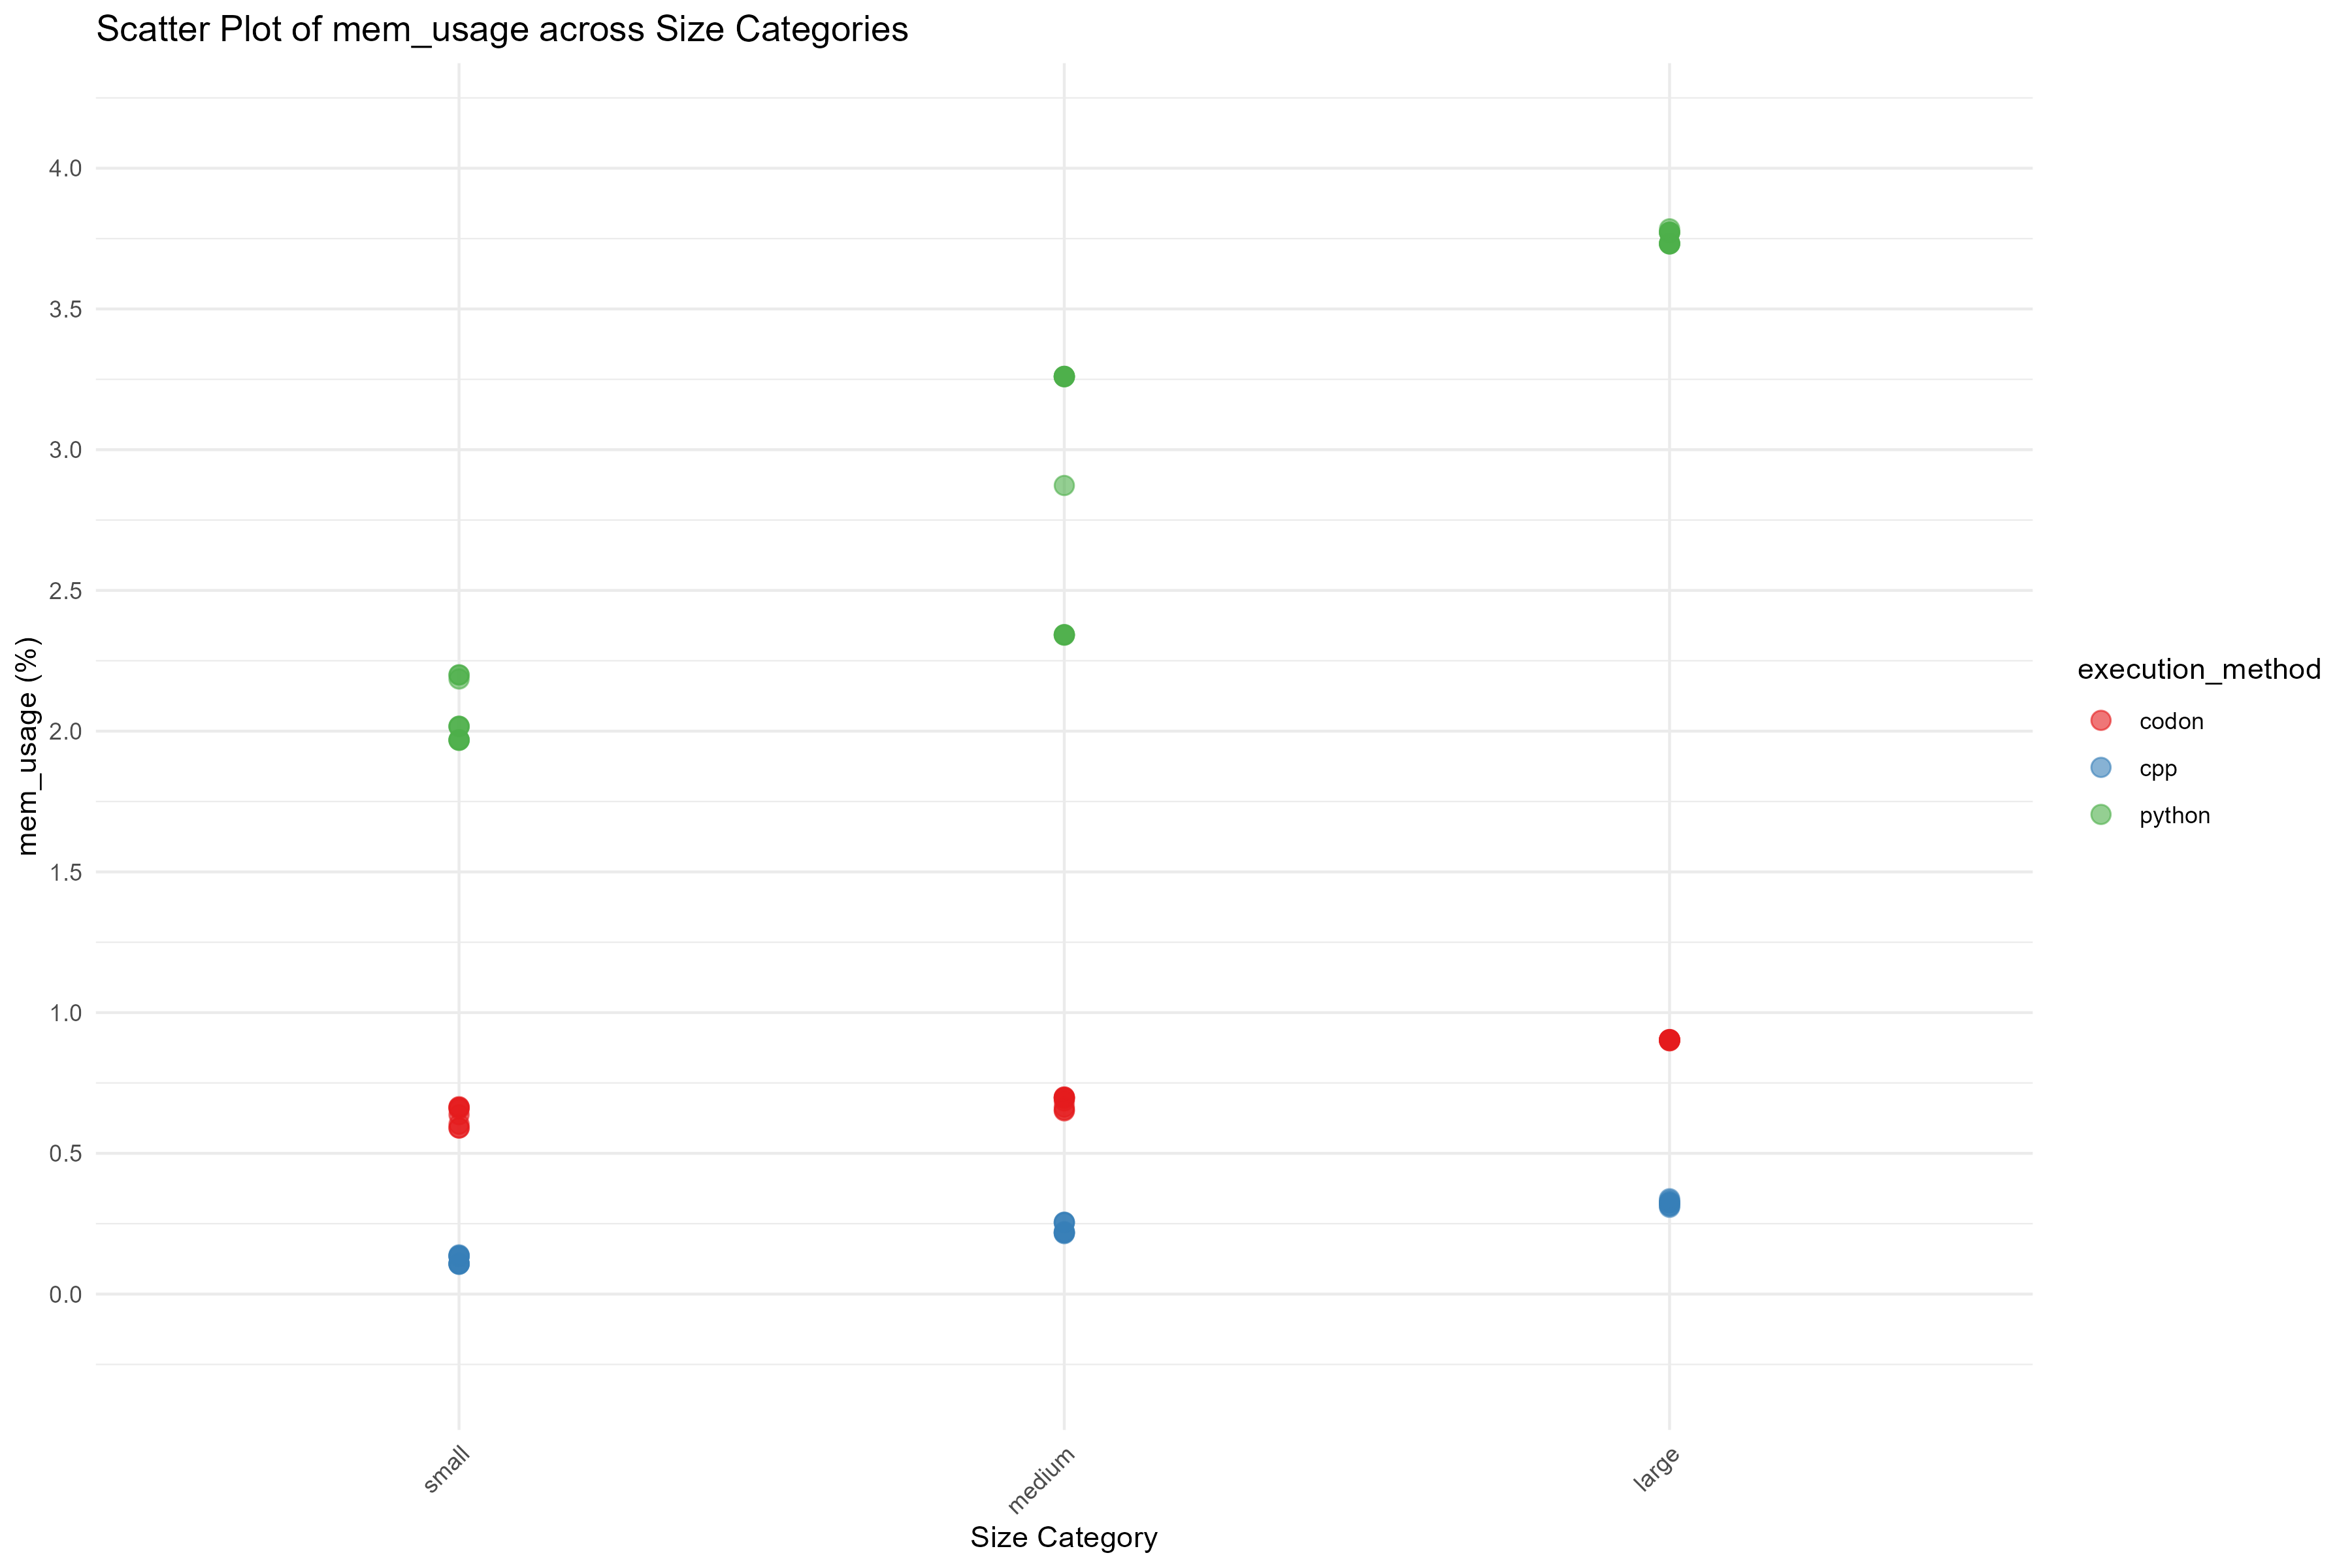 Scatter Plot of mem_usage across Size Categories
mem_usage (%)
4.0
3.5
3.0
2.5
2.0
1.5
1.0
0.5
0.0
small
medium
large
Size Category
execution_method
codon
cpp
python